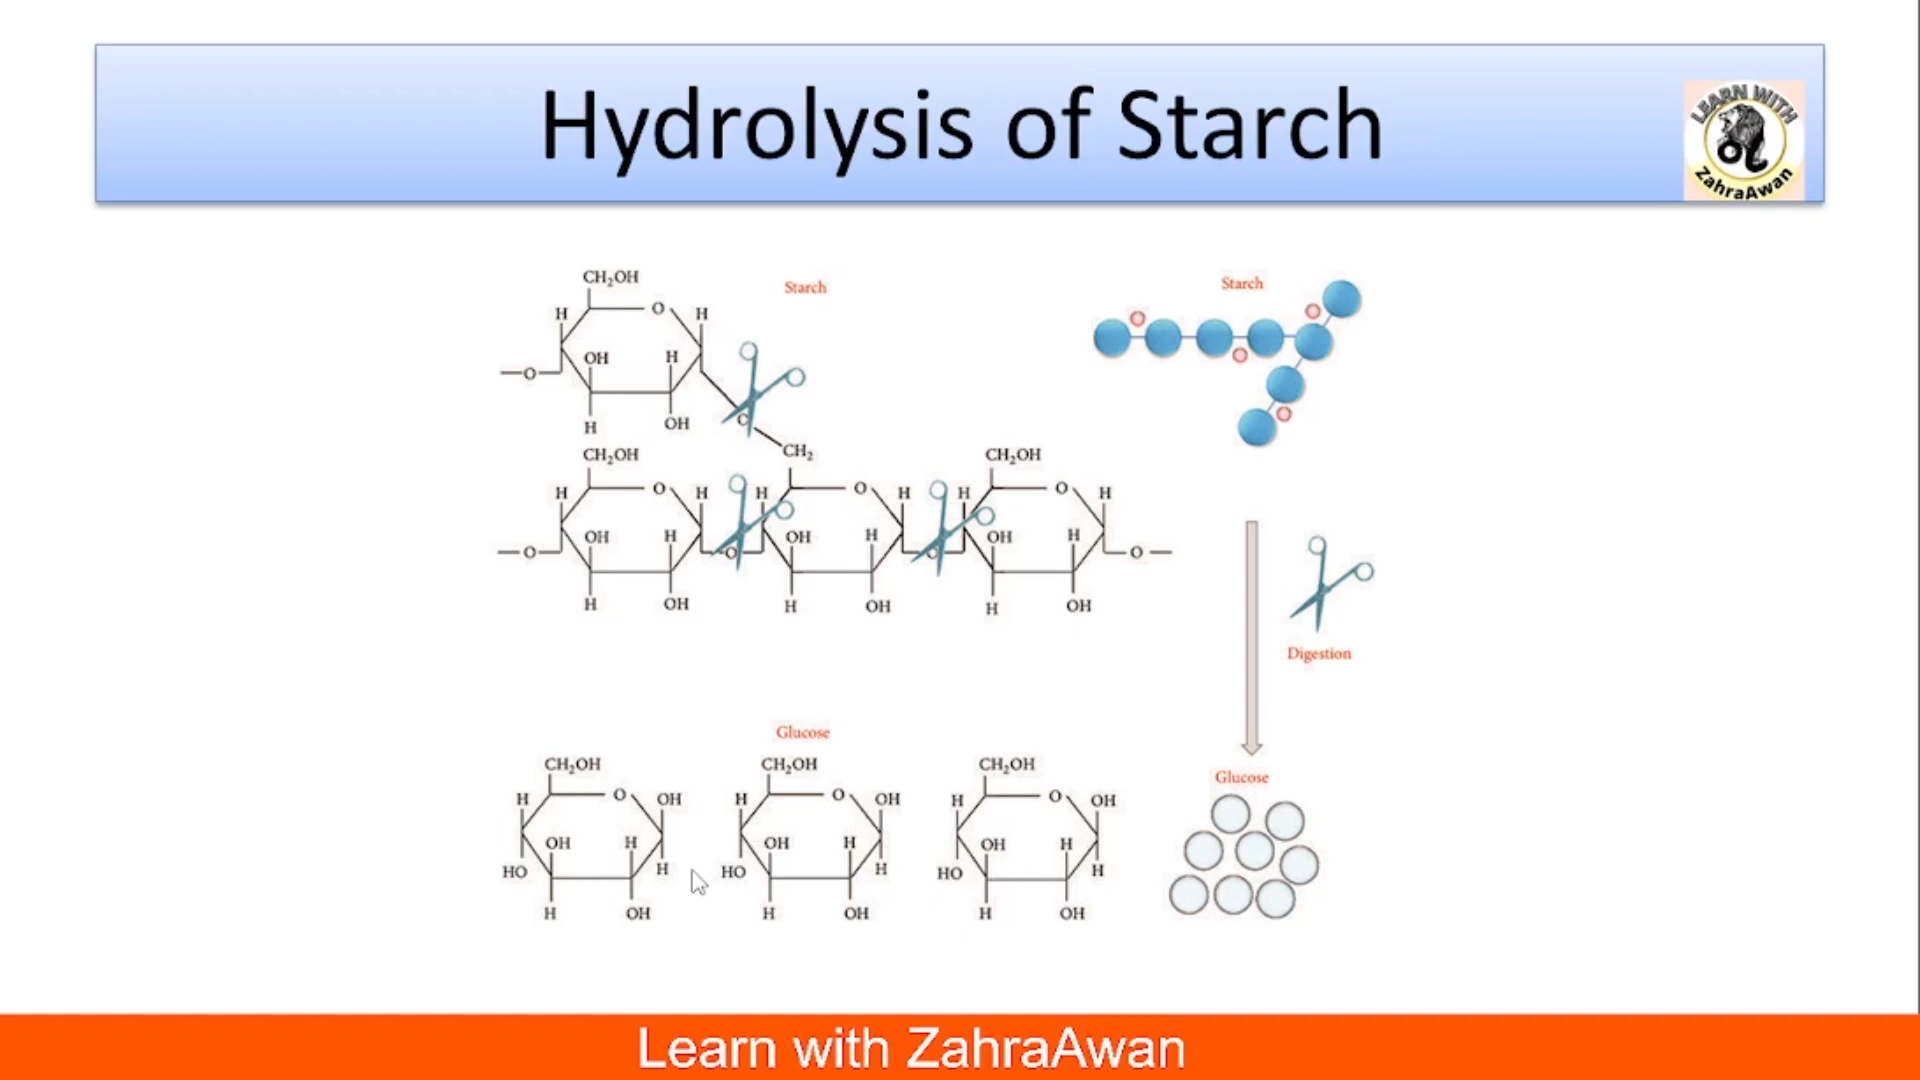 Hydrolysis of Starch
LEARN WITH
ZahraAwan
Starch
Starch
CH₂OH
H O H
OH H
O
H OH
O
CH₂
CH₂OH CH₂OH
H O H H O H H O H
OH H OH H OH H
O O O O
H OH H OH H OH
Digestion
Glucose
Glucose
CH₂OH CH₂OH CH₂OH
H O OH H O OH H O OH
OH H OH H OH H
HO H HO H HO H
H OH H OH H OH
Learn with ZahraAwan